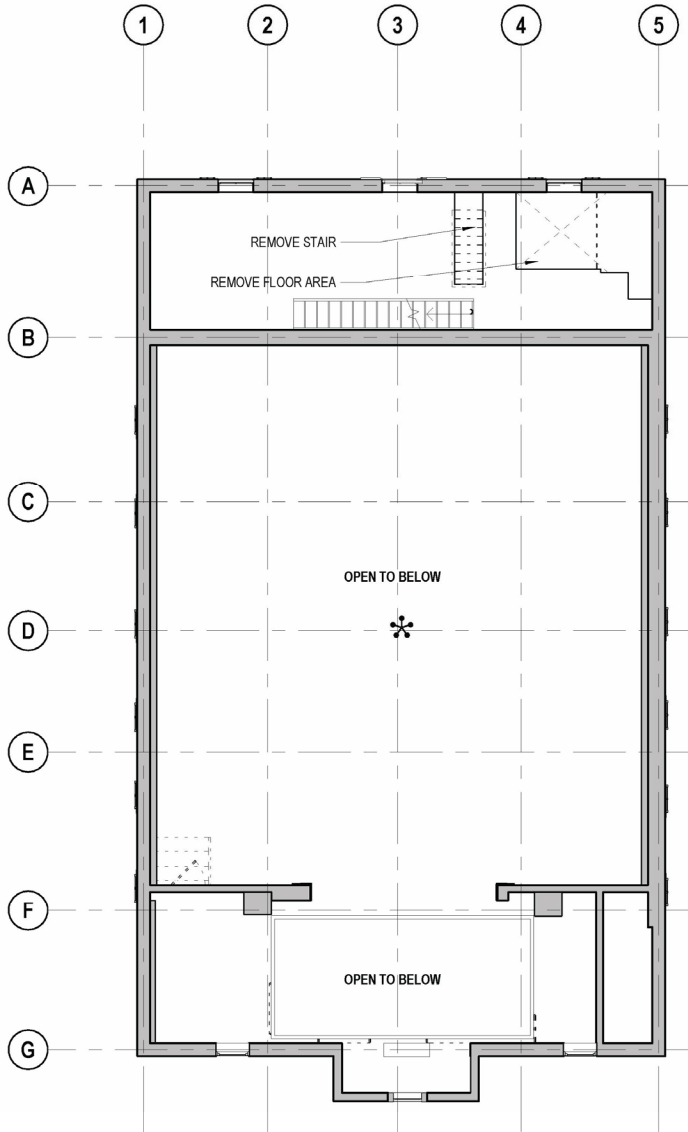 1 2 3 4 5
A
REMOVE STAIR
REMOVE FLOOR AREA
B
C
OPEN TO BELOW
D
E
F
OPEN TO BELOW
G